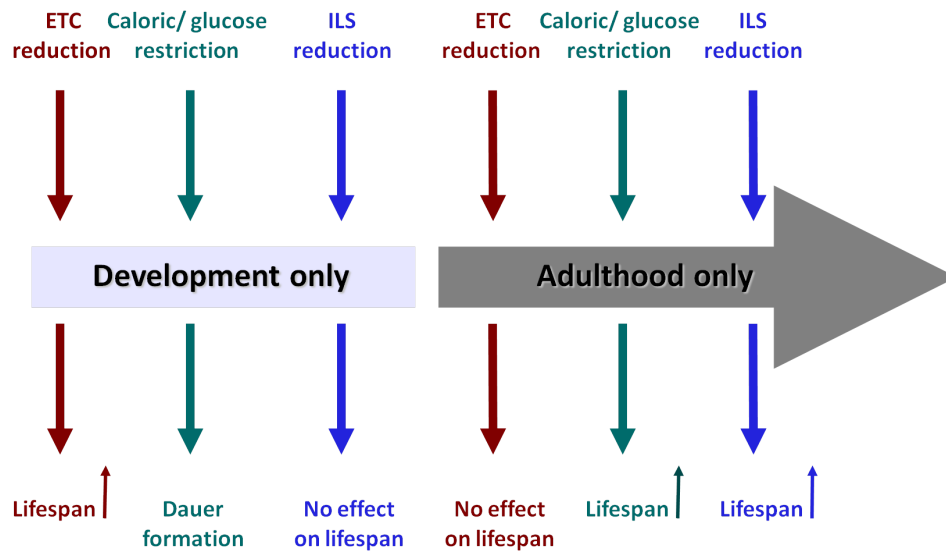 ETC
reduction
Caloric/ glucose
restriction
ILS
reduction
ETC
reduction
Caloric/ glucose
restriction
ILS
reduction
Development only
Adulthood only
Lifespan
Dauer
formation
No effect
on lifespan
No effect
on lifespan
Lifespan
Lifespan